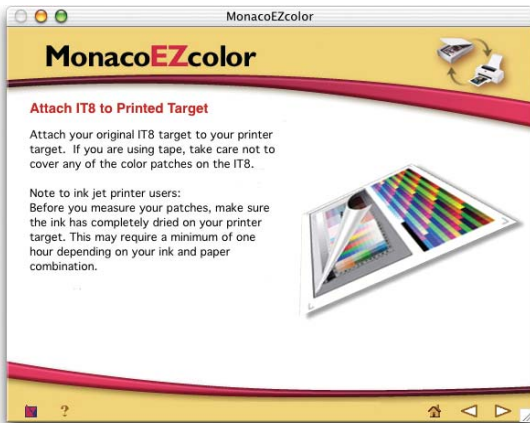 MonacoEZcolor
MonacoEZcolor
Attach IT8 to Printed Target
Attach your original IT8 target to your printer
target. If you are using tape, take care not to
cover any of the color patches on the IT8.
Note to ink jet printer users:
Before you measure your patches, make sure
the ink has completely dried on your printer
target. This may require a minimum of one
hour depending on your ink and paper
combination.
?